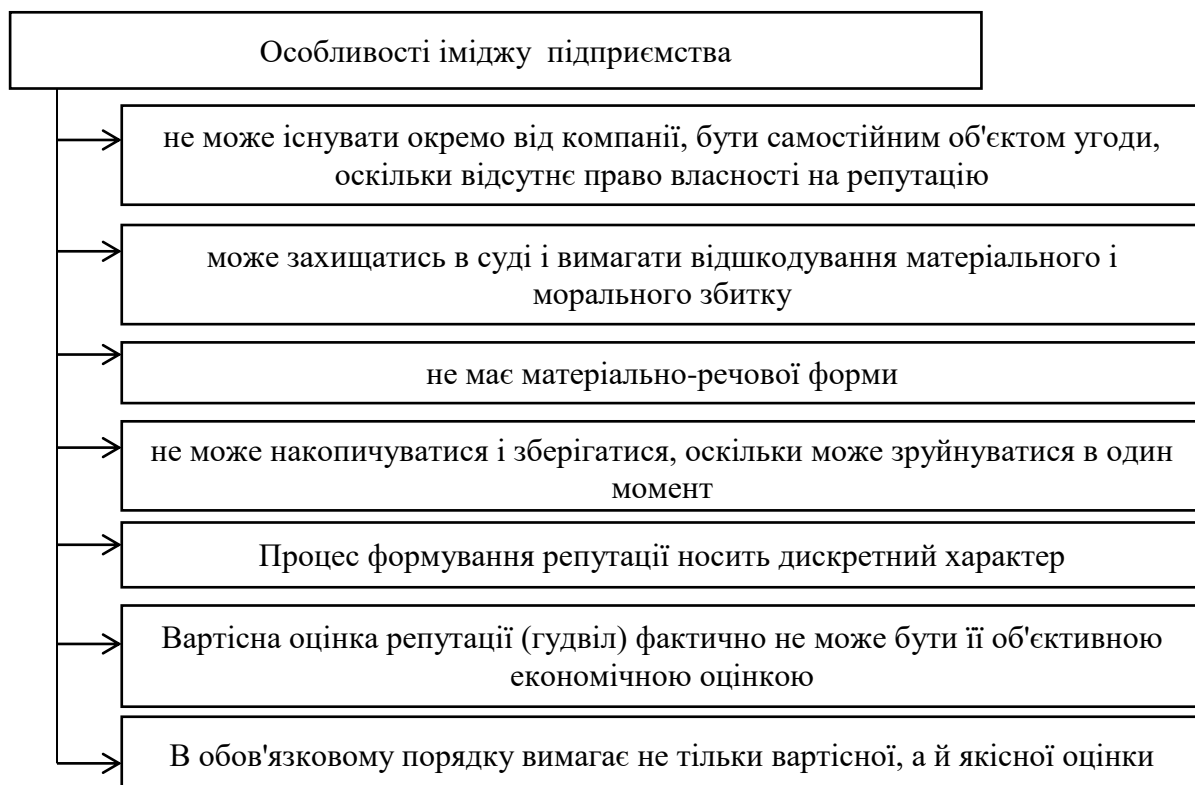 Особливості іміджу підприємства
не може існувати окремо від компанії, бути самостійним об'єктом угоди,
оскільки відсутнє право власності на репутацію
може захищатись в суді і вимагати відшкодування матеріального і
морального збитку
не має матеріально-речової форми
не може накопичуватися і зберігатися, оскільки може зруйнуватися в один
момент
Процес формування репутації носить дискретний характер
Вартісна оцінка репутації (гудвіл) фактично не може бути її об'єктивною
економічною оцінкою
В обов'язковому порядку вимагає не тільки вартісної, а й якісної оцінки